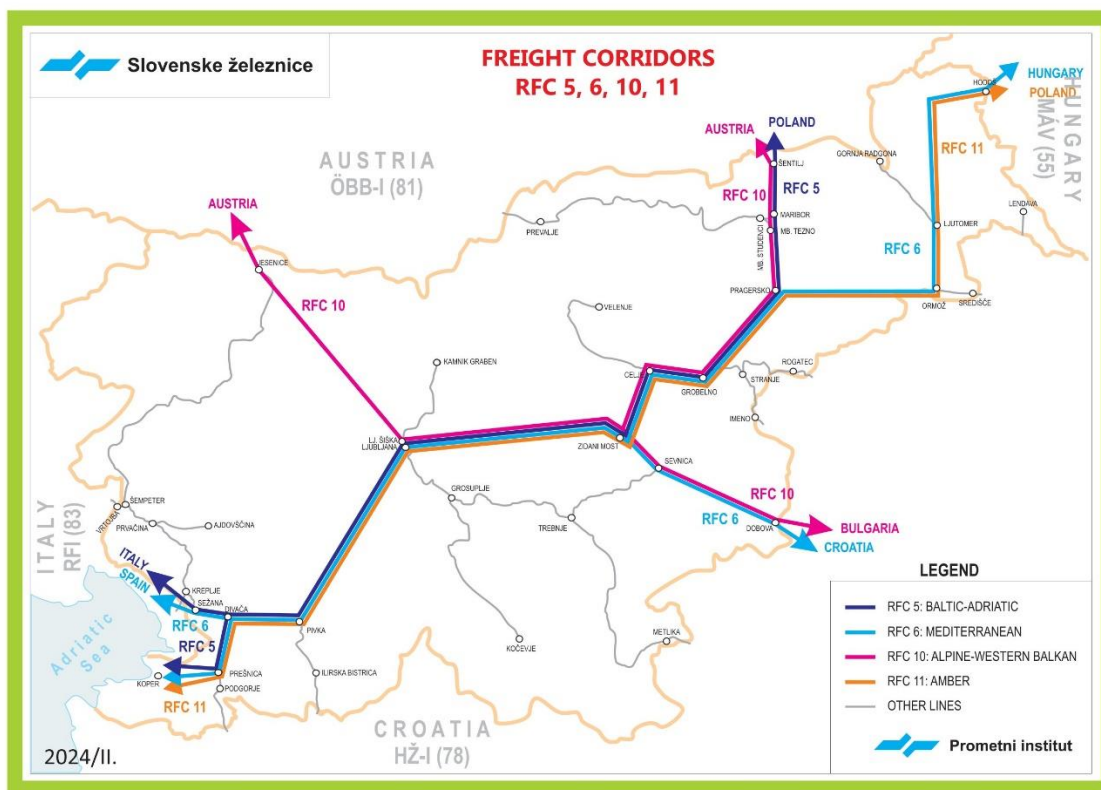 Slovenske železnice
FREIGHT CORRIDORS
RFC 5, 6, 10, 11
HUNGARY
POLAND
HODOŠ
HUNGARY
MÁV (55)
AUSTRIA
ÖBB-I (81)
AUSTRIA
POLAND
ŠENTILJ
GORNJA RADGONA
RFC 11
RFC 10
RFC 5
AUSTRIA
MARIBOR
MB. TEZNO
MB. STUDENCI
PREVALJE
LENDAVA
LJUTOMER
RFC 6
JESENICE
RFC 10
PRAGERSKO
ORMOŽ
SREDIŠČE
VELENJE
KAMNIK GRABEN
CELJE
GROBELNO
ROGATEC
STRANJE
IMENO
LJ. ŠIŠKA
LJUBLJANA
ZIDANI MOST
SEVNICA
GROSUPLJE
TREBNJE
RFC 10
RFC 6
DOBOVA
BULGARIA
CROATIA
ITALY
RFI (83)
ŠEMPETER
VRTOJBA
PRVAČINA
AJDOVŠČINA
ITALY
SPAIN
KREPLJE
SEŽANA
DIVAČA
RFC 6
RFC 5
PIVKA
KOPER
PREŠNICA
PODGORJE
RFC 11
ILIRSKA BISTRICA
KOČEVJE
METLIKA
Adriatic
Sea
CROATIA
HŽ-I (78)
2024/II.
LEGEND
RFC 5: BALTIC-ADRIATIC
RFC 6: MEDITERRANEAN
RFC 10: ALPINE-WESTERN BALKAN
RFC 11: AMBER
OTHER LINES
Prometni institut